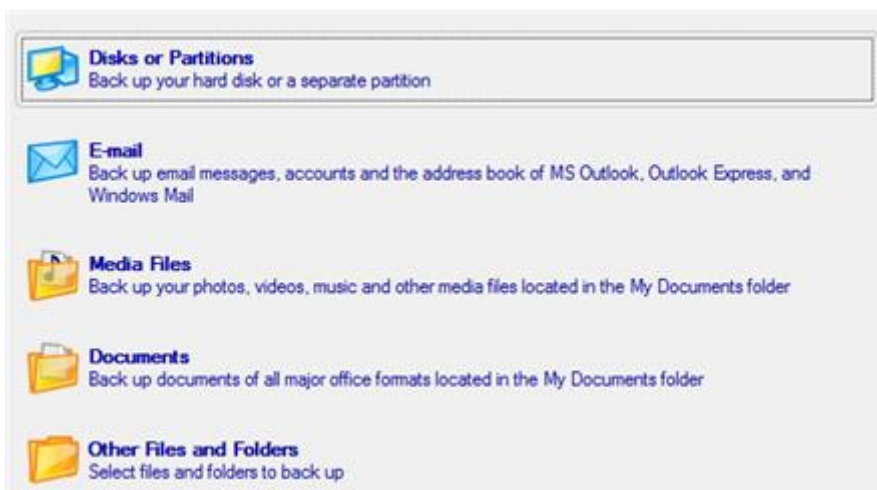 Disks or Partitions
Back up your hard disk or a separate partition
E-mail
Back up email messages, accounts and the address book of MS Outlook, Outlook Express, and
Windows Mail
Media Files
Back up your photos, videos, music and other media files located in the My Documents folder
Documents
Back up documents of all major office formats located in the My Documents folder
Other Files and Folders
Select files and folders to back up